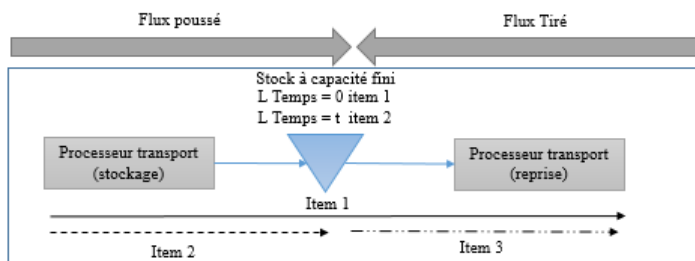 Flux poussé
Flux Tiré
Stock à capacité fini
L Temps = 0 item 1
L Temps = t item 2
Processeur transport
(stockage)
Processeur transport
(reprise)
Item 1
Item 2
Item 3